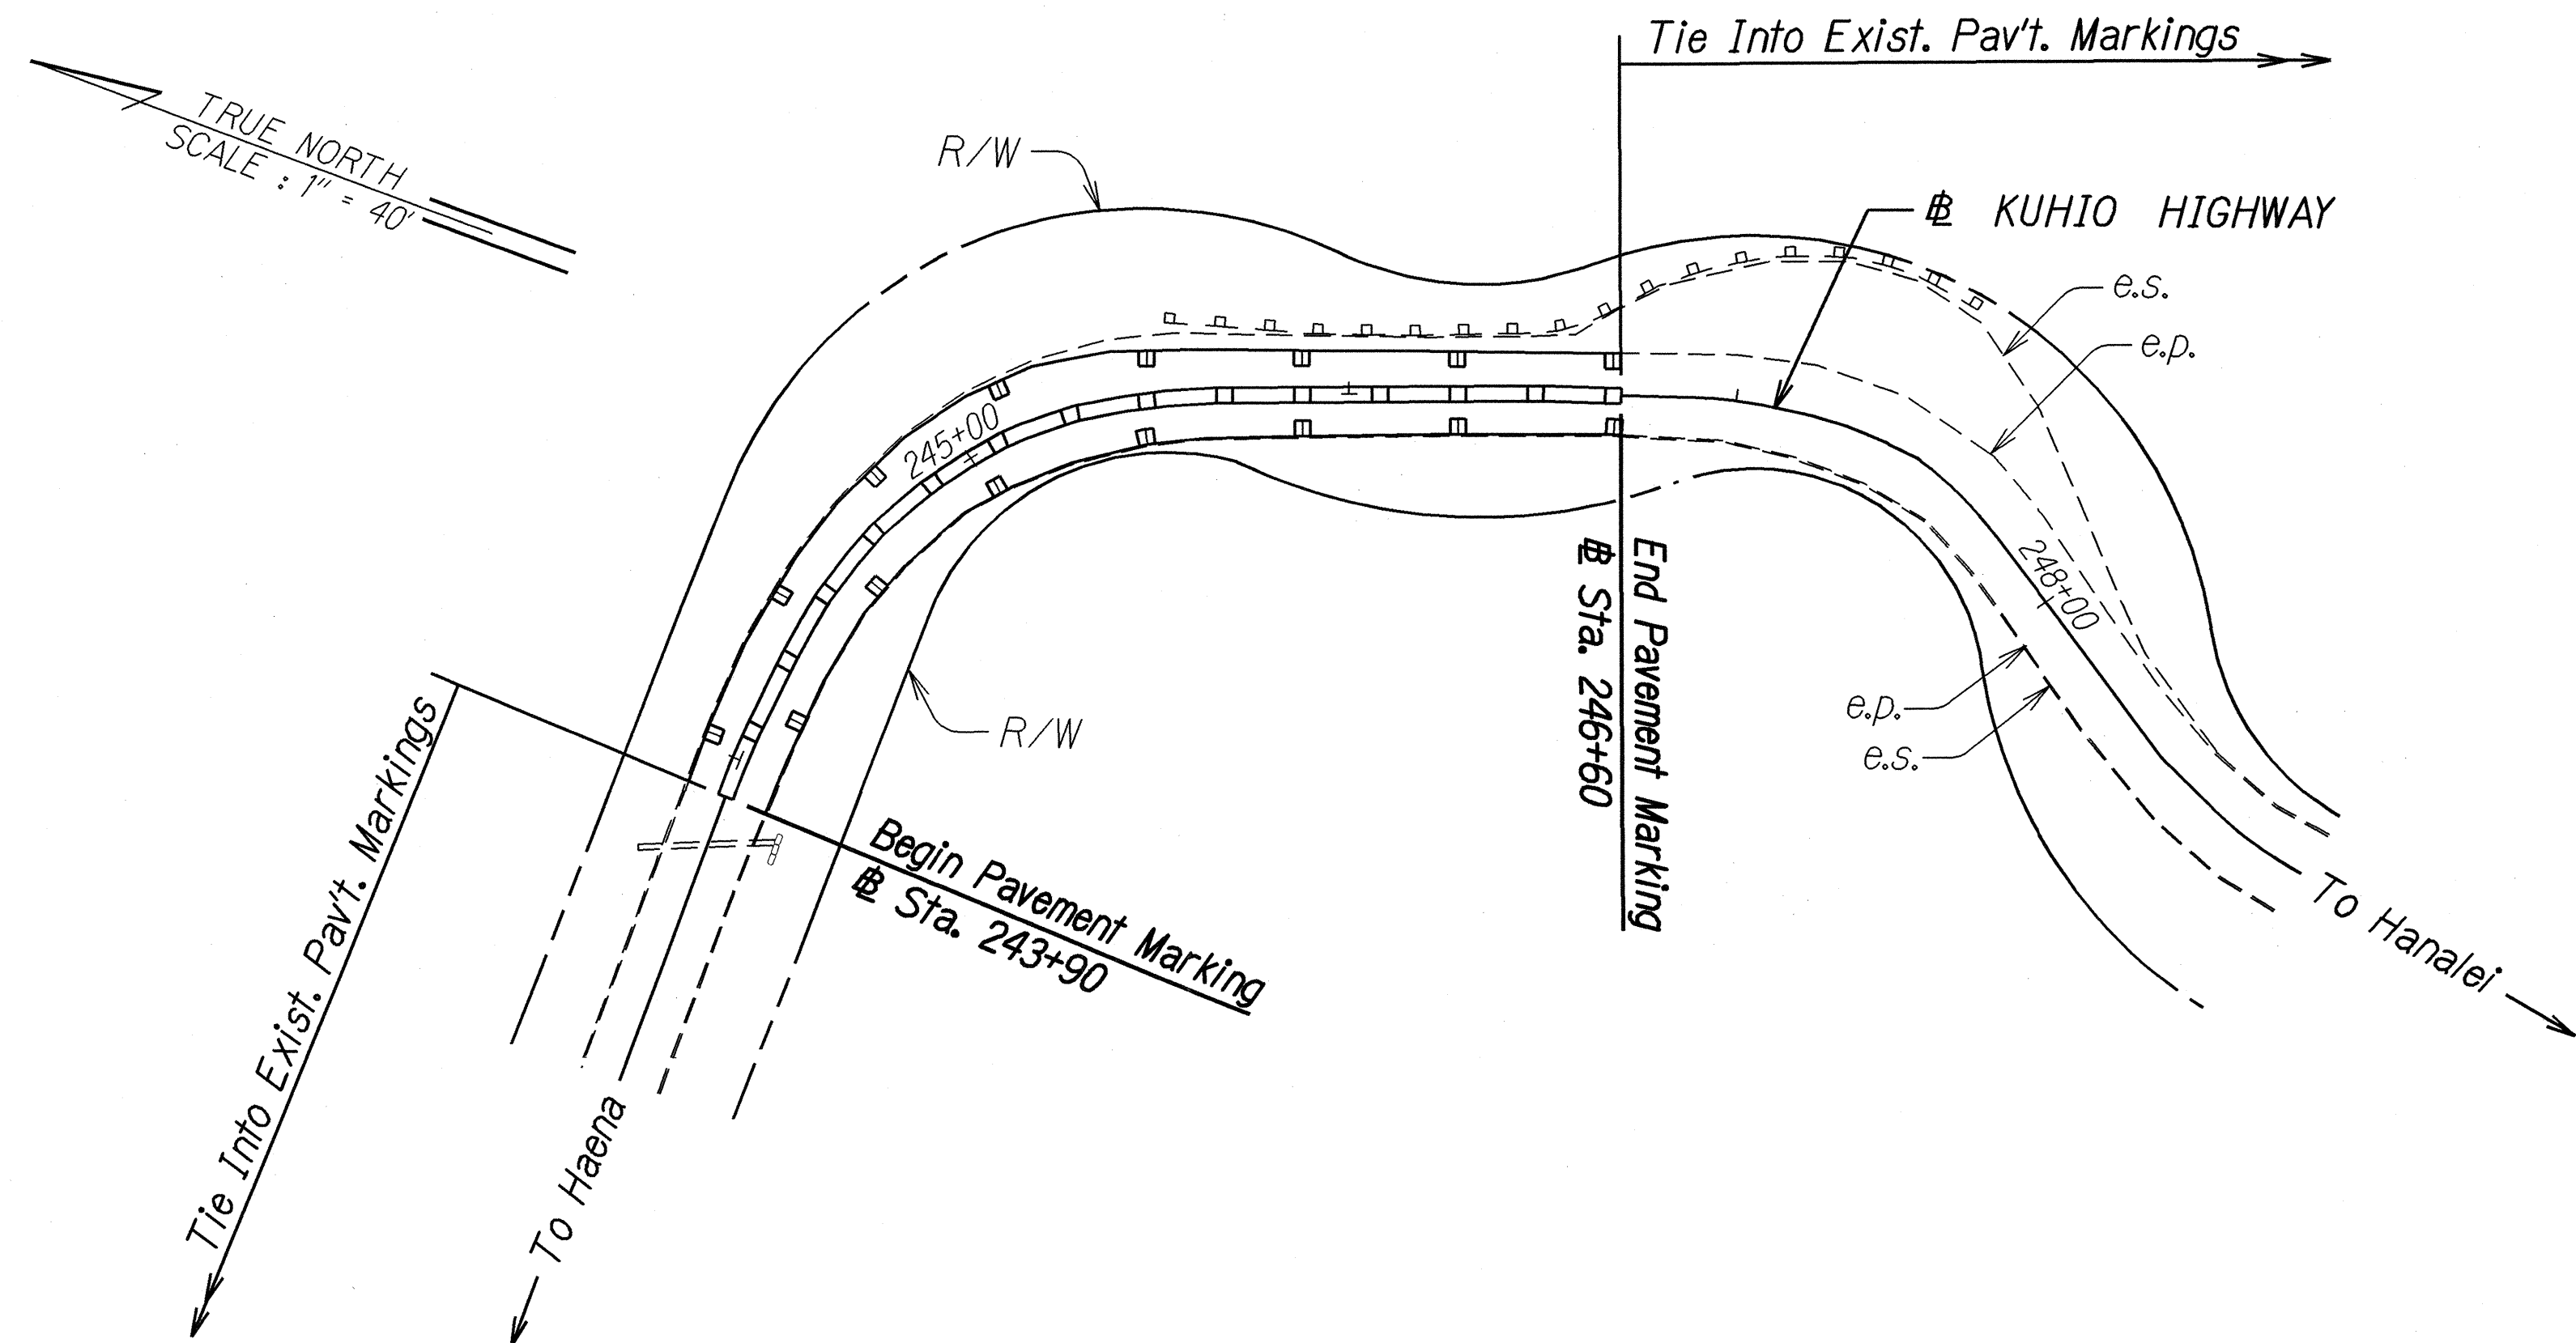 Tie Into Exist. Pav't. Markings
TRUE NORTH
SCALE : 1" = 40'
R/W
℄ KUHIO HIGHWAY
e.s.
e.p.
245+00
248+00
End Pavement Marking
℄ Sta. 246+60
e.p.
e.s.
R/W
Begin Pavement Marking
℄ Sta. 243+90
Tie Into Exist. Pav't. Markings
To Haena
To Hanalei